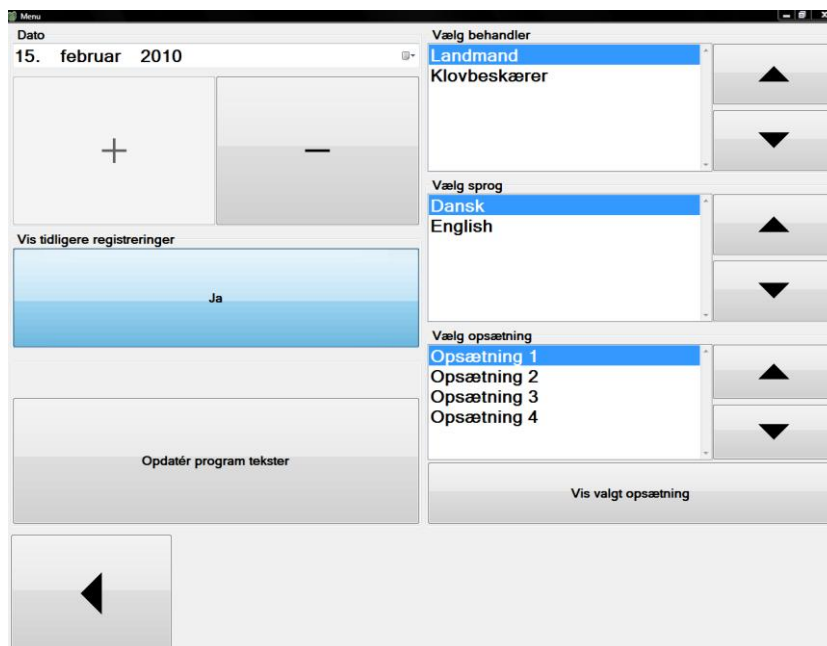 Menu
Dato
15. februar 2010
Vis tidligere registreringer
Ja
Opdatér program tekster
Vælg behandler
Landmand
Klovbeskærer
Vælg sprog
Dansk
English
Vælg opsætning
Opsætning 1
Opsætning 2
Opsætning 3
Opsætning 4
Vis valgt opsætning